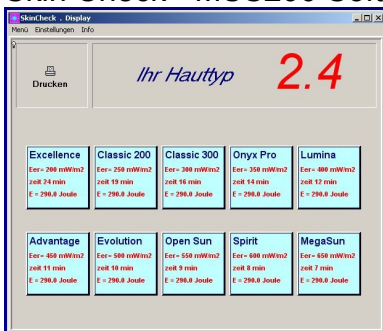 SkinCheck . Display
Menü Einstellungen Info
Drucken
Ihr Hauttyp
2.4
Excellence
Eer= 200 mW/m2
zeit 24 min
E = 290.0 Joule
Classic 200
Eer= 250 mW/m2
zeit 19 min
E = 290.0 Joule
Classic 300
Eer= 300 mW/m2
zeit 16 min
E = 290.0 Joule
Onyx Pro
Eer= 350 mW/m2
zeit 14 min
E = 290.0 Joule
Lumina
Eer= 400 mW/m2
zeit 12 min
E = 290.0 Joule
Advantage
Eer= 450 mW/m2
zeit 11 min
E = 290.0 Joule
Evolution
Eer= 500 mW/m2
zeit 10 min
E = 290.0 Joule
Open Sun
Eer= 550 mW/m2
zeit 9 min
E = 290.0 Joule
Spirit
Eer= 600 mW/m2
zeit 8 min
E = 290.0 Joule
MegaSun
Eer= 650 mW/m2
zeit 7 min
E = 290.0 Joule